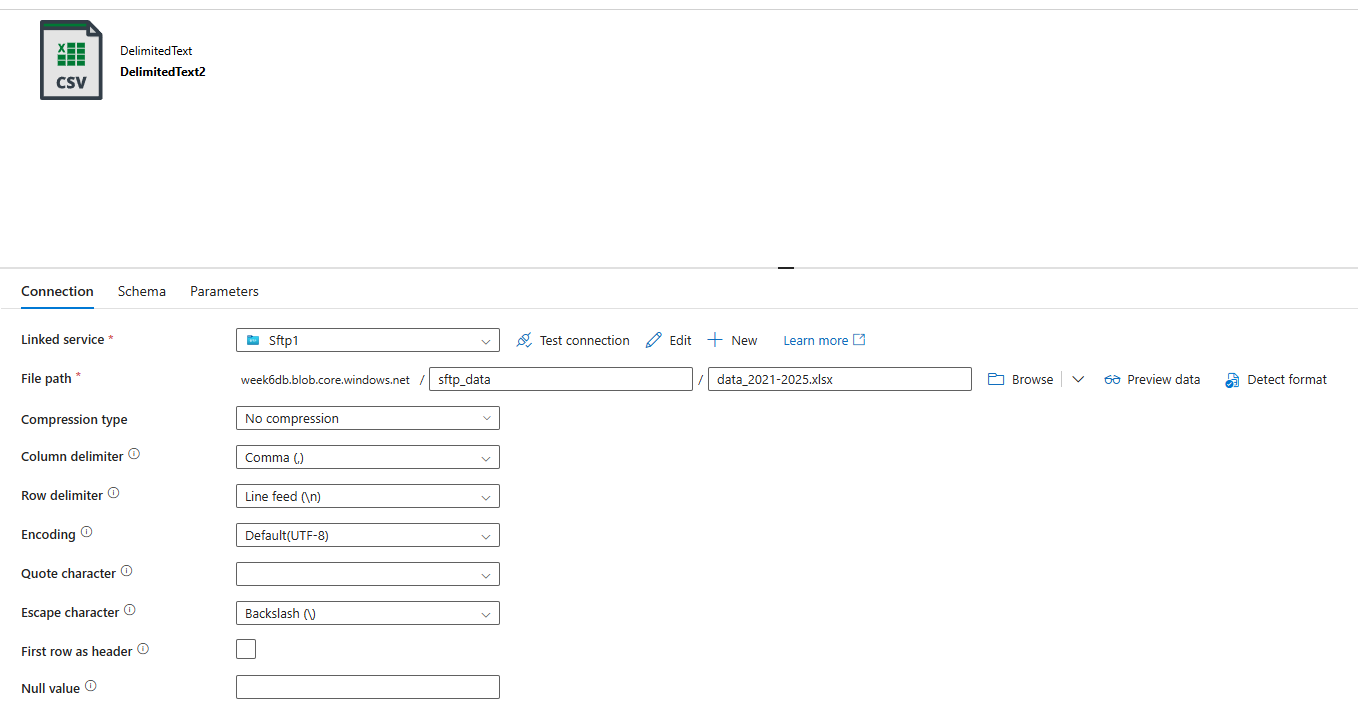 CSV
DelimitedText
DelimitedText2
Connection Schema Parameters
Linked service * Sftp1 Test connection Edit New Learn more
File path * week6db.blob.core.windows.net / sftp_data / data_2021-2025.xlsx Browse Preview data Detect format
Compression type No compression
Column delimiter Comma (,)
Row delimiter Line feed (\n)
Encoding Default(UTF-8)
Quote character
Escape character Backslash (\)
First row as header
Null value